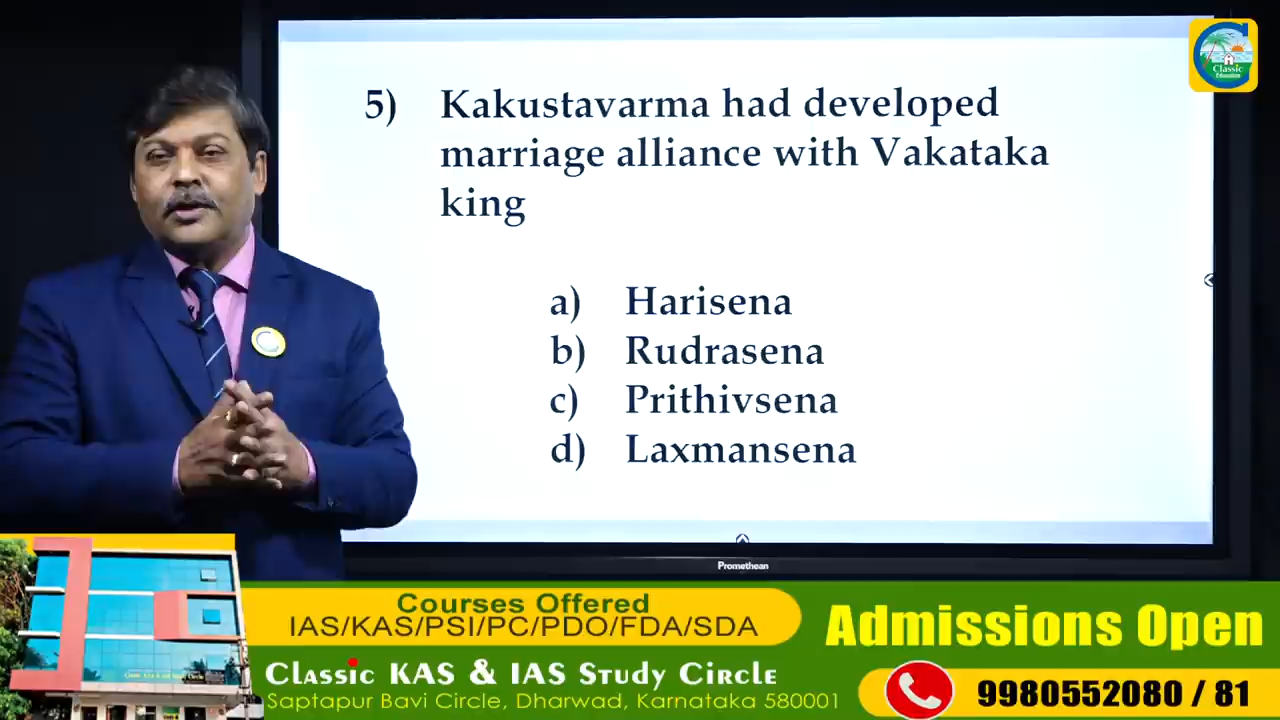 Classic
Education
5) Kakustavarma had developed
marriage alliance with Vakataka
king
a) Harisena
b) Rudrasena
c) Prithivsena
d) Laxmansena
Promethean
Courses Offered
IAS/KAS/PSI/PC/PDO/FDA/SDA
Classic KAS & IAS Study Circle
Saptapur Bavi Circle, Dharwad, Karnataka 580001
Admissions Open
9980552080 / 81